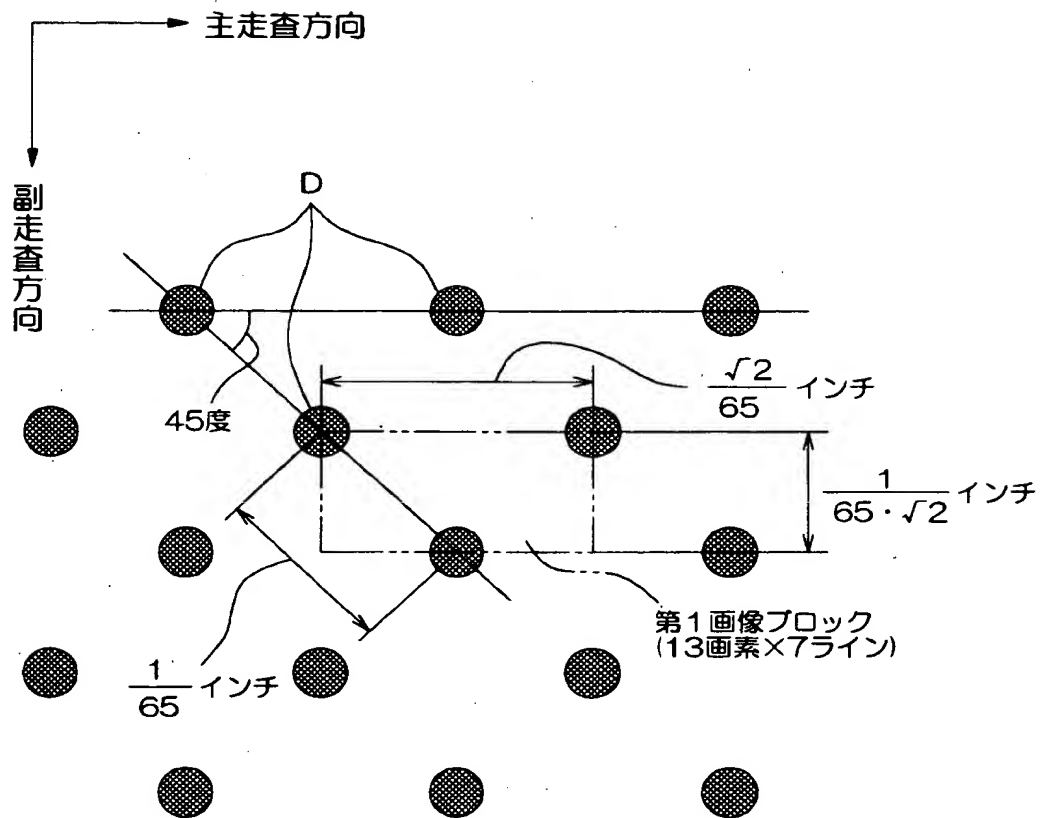 主走査方向
副走査方向
D
45度
√2/65 インチ
1/65・√2 インチ
第1画像ブロック
(13画素×7ライン)
1/65 インチ